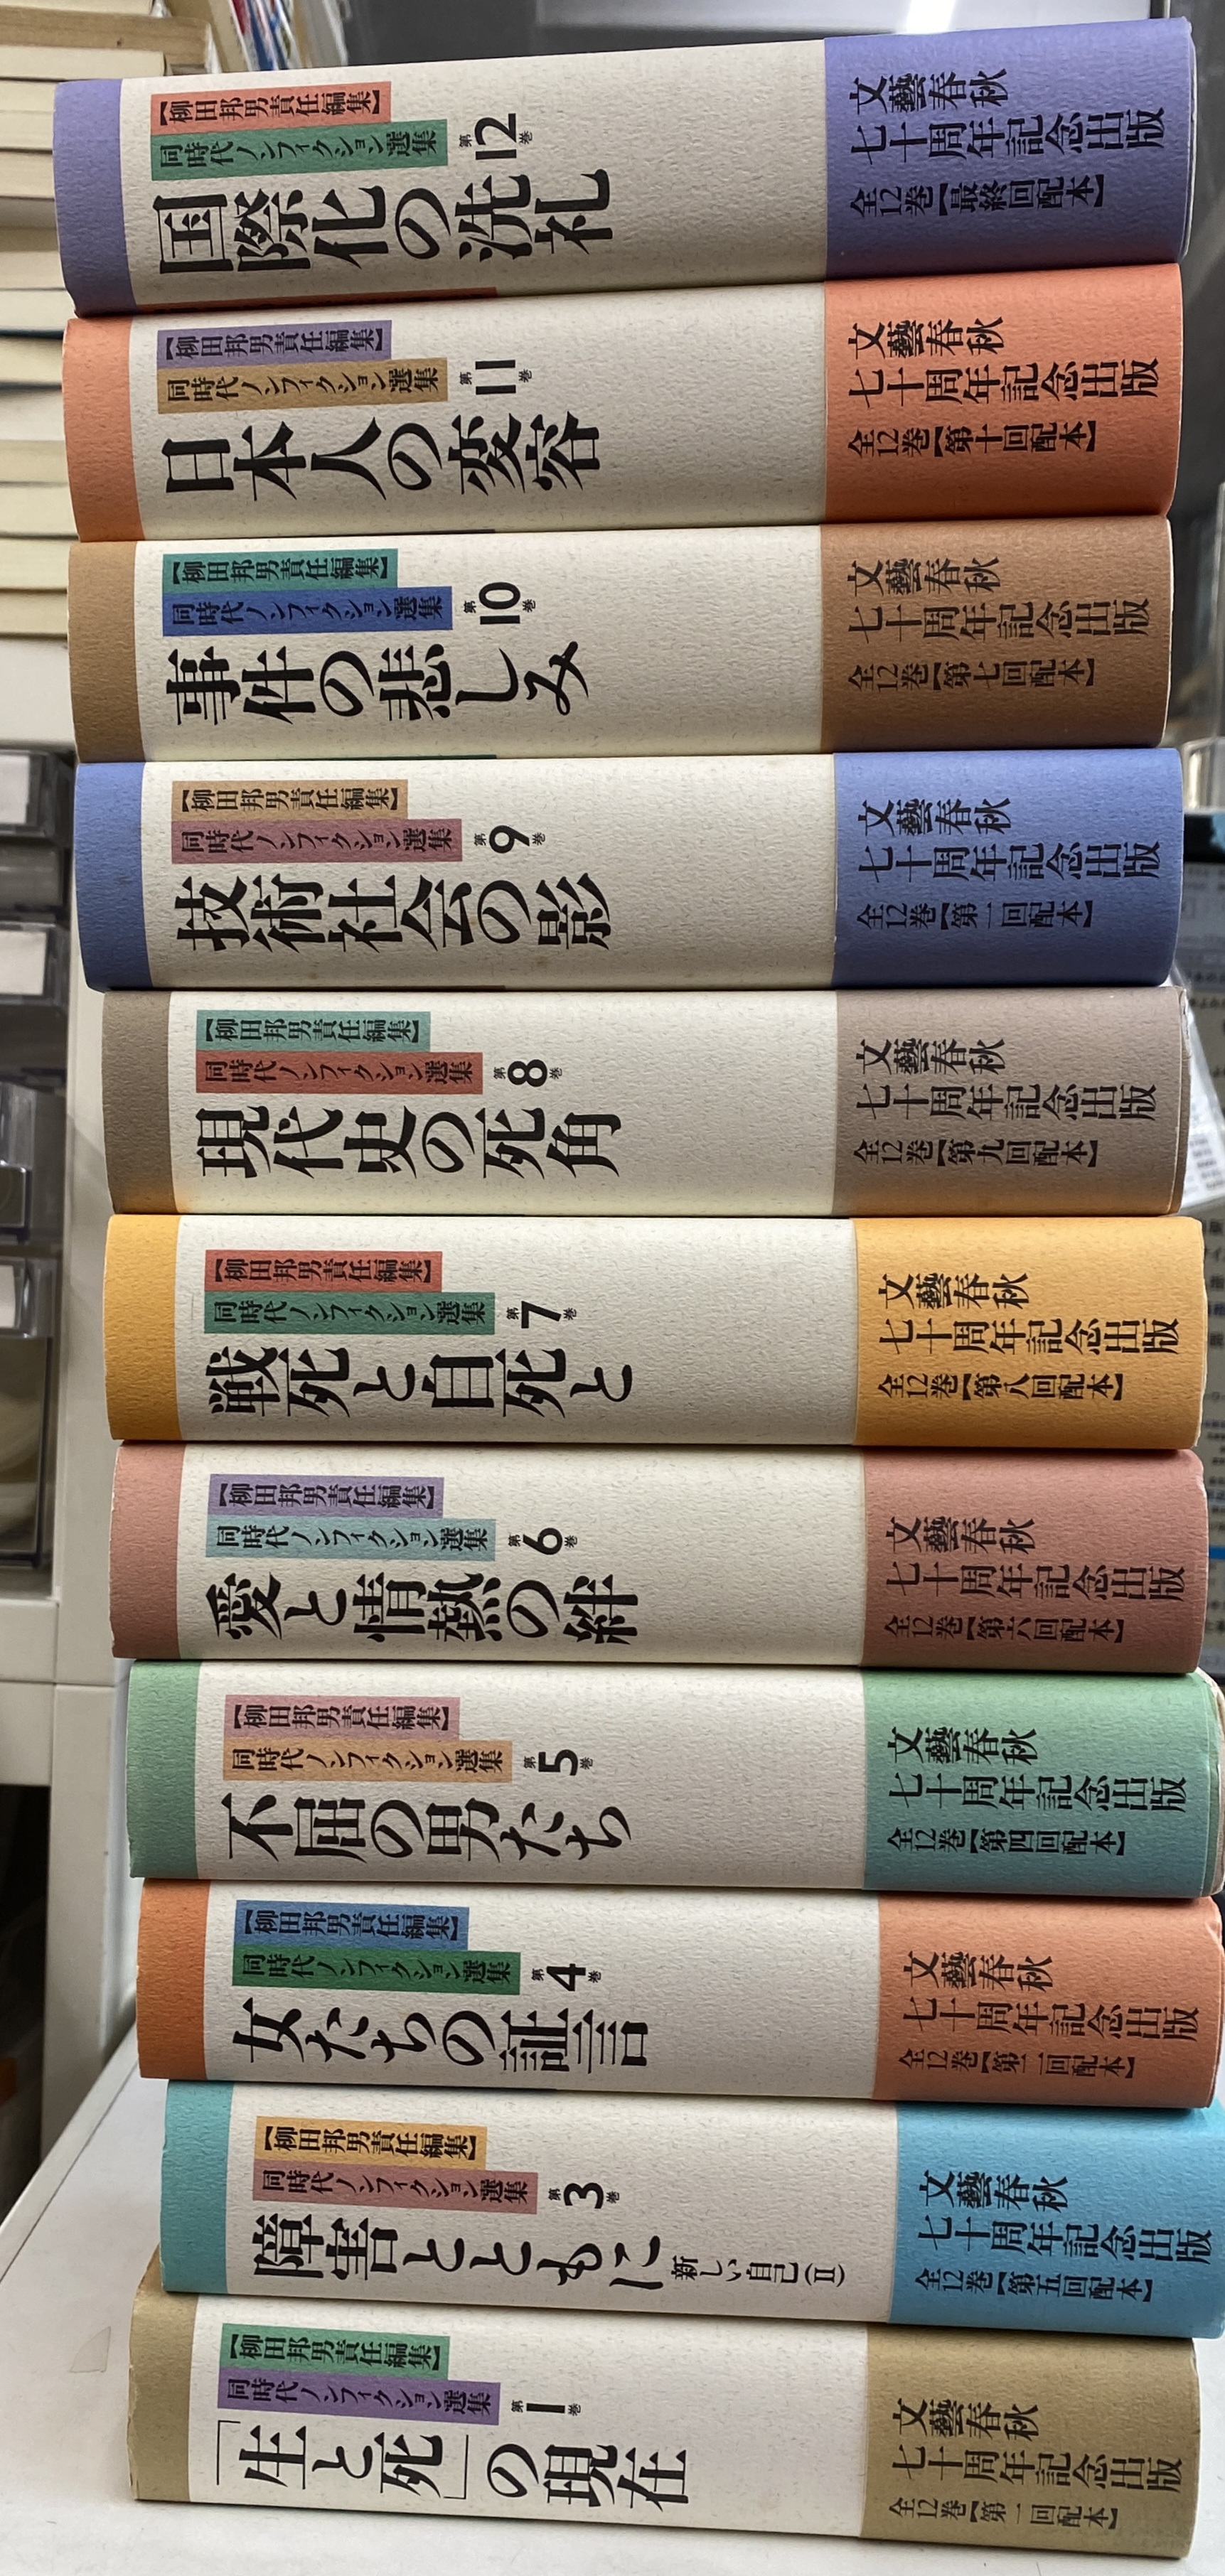 【柳田邦男責任編集】
同時代ノンフィクション選集
第12巻
国際化の洗礼
文藝春秋
七十周年記念出版
全12巻【最終回配本】
【柳田邦男責任編集】
同時代ノンフィクション選集
第11巻
日本人の変容
文藝春秋
七十周年記念出版
全12巻【第十回配本】
【柳田邦男責任編集】
同時代ノンフィクション選集
第10巻
事件の悲しみ
文藝春秋
七十周年記念出版
全12巻【第七回配本】
【柳田邦男責任編集】
同時代ノンフィクション選集
第9巻
技術社会の影
文藝春秋
七十周年記念出版
全12巻
【柳田邦男責任編集】
同時代ノンフィクション選集
第8巻
現代史の死角
文藝春秋
七十周年記念出版
全12巻【第九回配本】
【柳田邦男責任編集】
同時代ノンフィクション選集
第7巻
戦死と自死と
文藝春秋
七十周年記念出版
全12巻【第八回配本】
【柳田邦男責任編集】
同時代ノンフィクション選集
第6巻
愛と情熱の絆
文藝春秋
七十周年記念出版
全12巻【第六回配本】
【柳田邦男責任編集】
同時代ノンフィクション選集
第5巻
不屈の男たち
文藝春秋
七十周年記念出版
全12巻【第四回配本】
【柳田邦男責任編集】
同時代ノンフィクション選集
第4巻
女たちの証言
文藝春秋
七十周年記念出版
全12巻【第二回配本】
【柳田邦男責任編集】
同時代ノンフィクション選集
第3巻
障害とともに
新しい自己(Ⅱ)
文藝春秋
七十周年記念出版
全12巻【第五回配本】
【柳田邦男責任編集】
同時代ノンフィクション選集
第1巻
「生と死」の現在
文藝春秋
七十周年記念出版
全12巻【第一回配本】